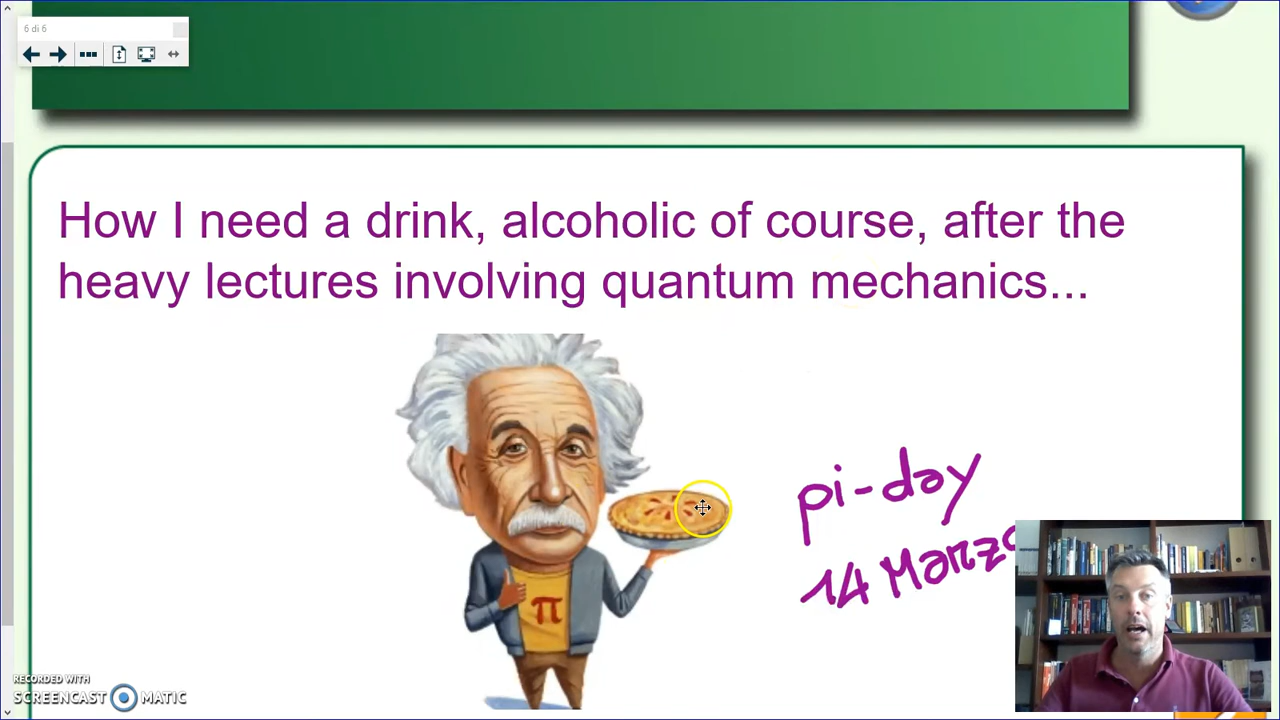 6 di 6
How I need a drink, alcoholic of course, after the
heavy lectures involving quantum mechanics...
pi-day
14 Marzo
π
RECORDED WITH
SCREENCAST MATIC